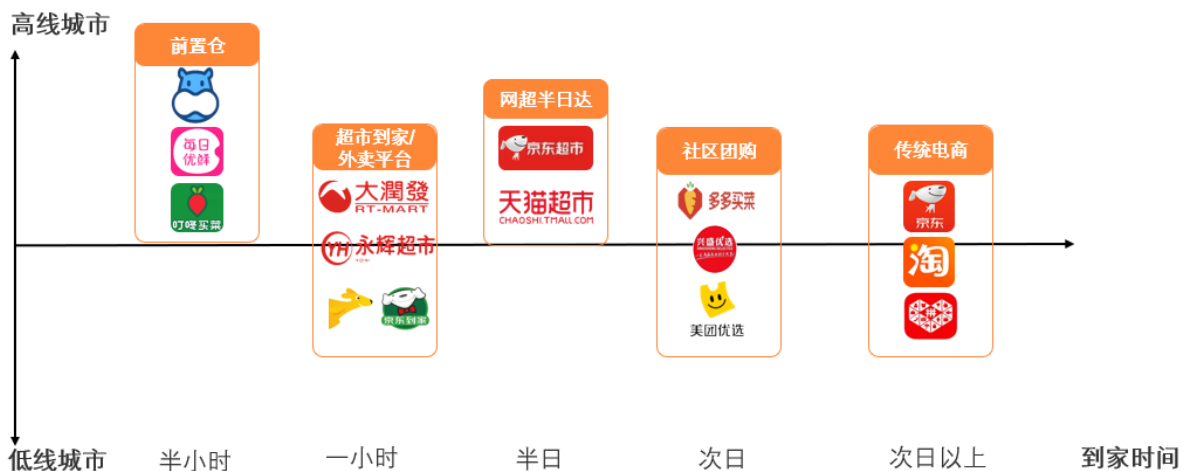 高线城市
前置仓
每日
优鲜
叮咚买菜
超市到家/
外卖平台
大潤發
RT-MART
YH 永辉超市
京东到家
网超半日达
京东超市
天猫超市
CHAOSHI.TMALL.COM
社区团购
多多买菜
兴盛优选
美团优选
传统电商
京东
淘
拼
低线城市
半小时
一小时
半日
次日
次日以上
到家时间